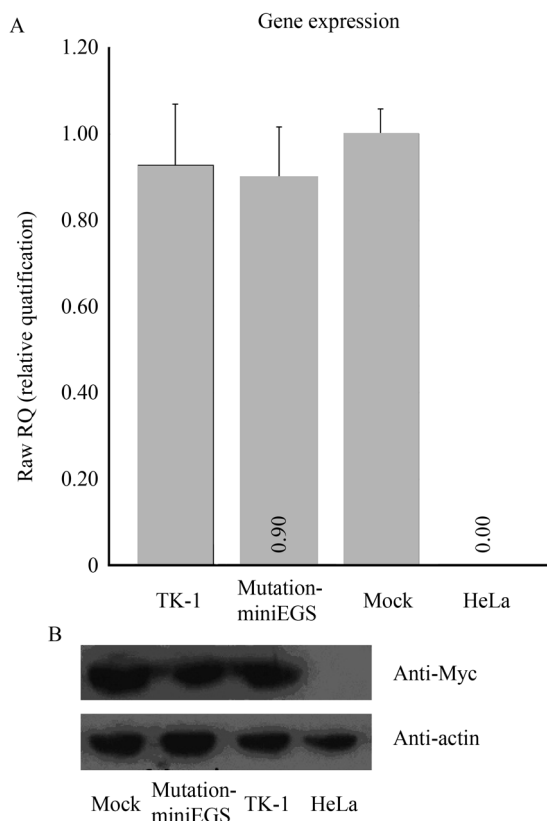 A
Gene expression
Raw RQ (relative quatification)
1.20
1.00
0.80
0.60
0.40
0.20
0
0.90
0.00
TK-1
Mutation-
miniEGS
Mock
HeLa
B
Anti-Myc
Anti-actin
Mock
Mutation-
miniEGS
TK-1
HeLa